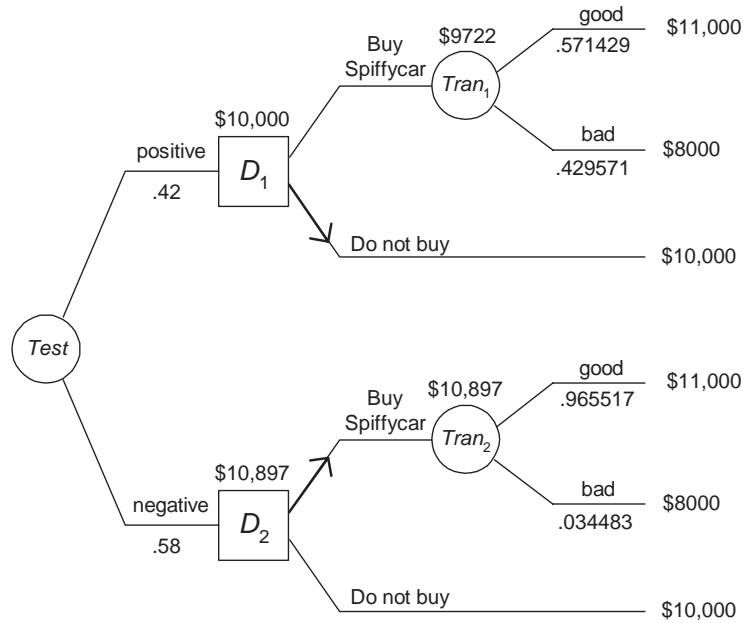 good
$11,000
.571429
$9722
Buy
Spiffycar
Tran1
bad
$8000
.429571
$10,000
positive
.42
D1
Do not buy
$10,000
Test
good
$11,000
.965517
$10,897
Buy
Spiffycar
Tran2
bad
$8000
.034483
$10,897
negative
.58
D2
Do not buy
$10,000